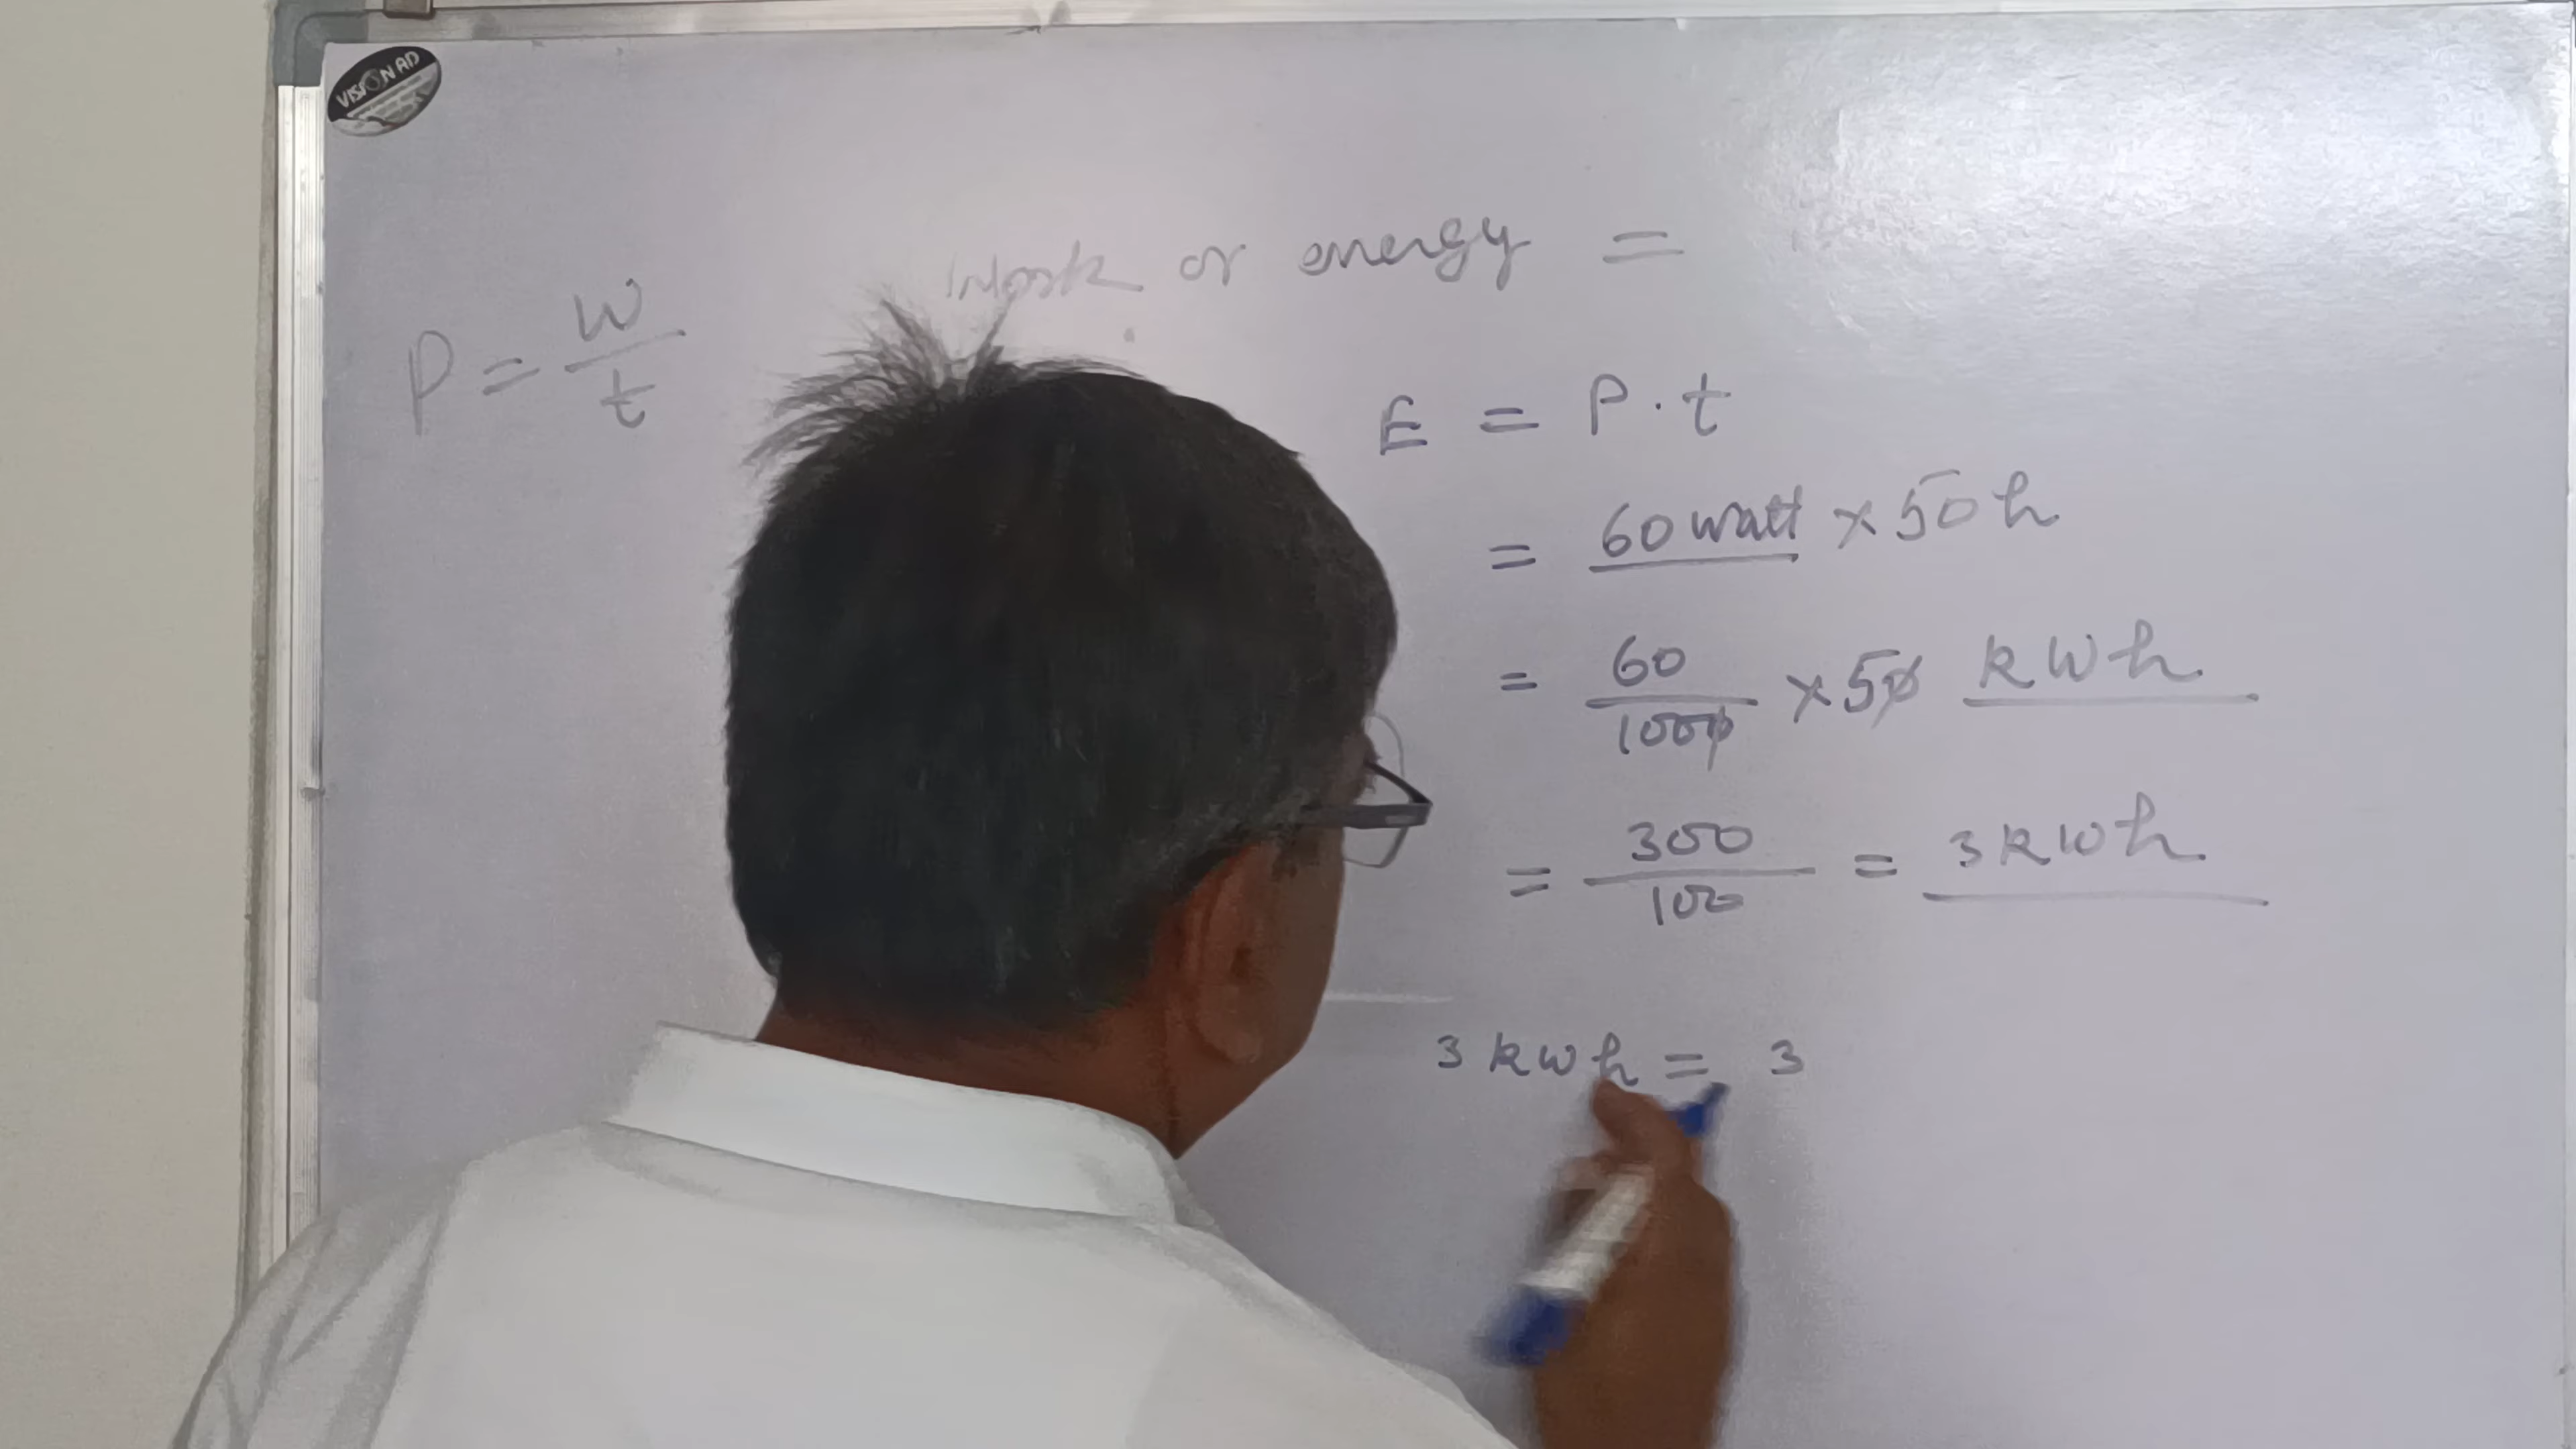 VISION AD
Work or energy =
P = W/t
E = P · t
= 60 watt × 50 h
= 60/1000 × 50 kWh
= 300/100 = 3 kWh
3 kWh = 3